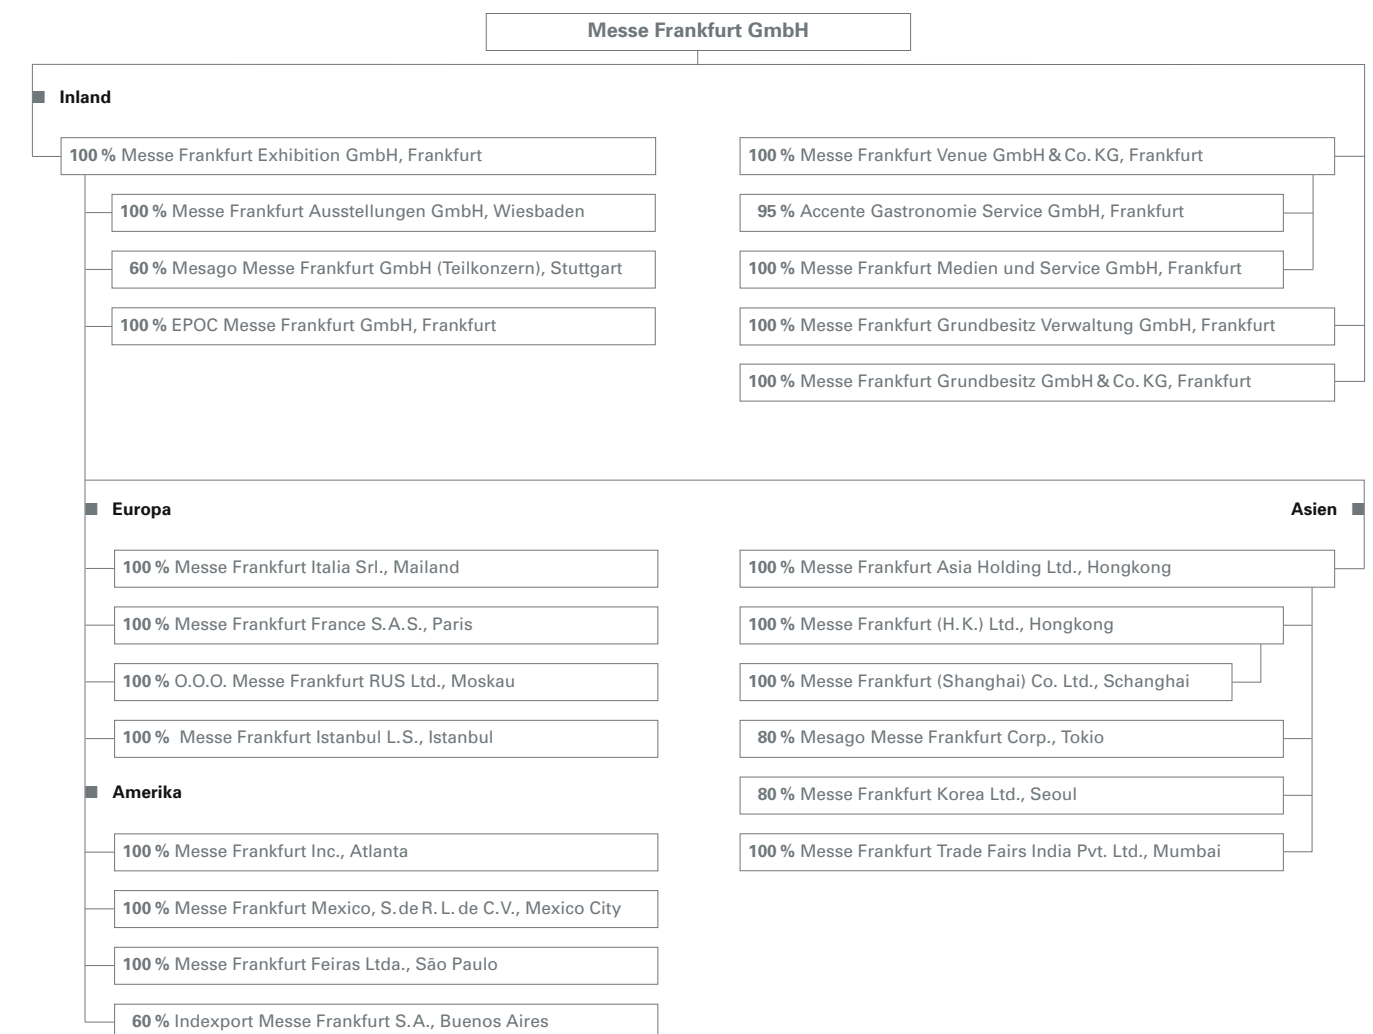 Messe Frankfurt GmbH
Inland
100 % Messe Frankfurt Exhibition GmbH, Frankfurt
100 % Messe Frankfurt Ausstellungen GmbH, Wiesbaden
60 % Mesago Messe Frankfurt GmbH (Teilkonzern), Stuttgart
100 % EPOC Messe Frankfurt GmbH, Frankfurt
100 % Messe Frankfurt Venue GmbH & Co. KG, Frankfurt
95 % Accente Gastronomie Service GmbH, Frankfurt
100 % Messe Frankfurt Medien und Service GmbH, Frankfurt
100 % Messe Frankfurt Grundbesitz Verwaltung GmbH, Frankfurt
100 % Messe Frankfurt Grundbesitz GmbH & Co. KG, Frankfurt
Europa
100 % Messe Frankfurt Italia Srl., Mailand
100 % Messe Frankfurt France S.A.S., Paris
100 % O.O.O. Messe Frankfurt RUS Ltd., Moskau
100 % Messe Frankfurt Istanbul L.S., Istanbul
Amerika
100 % Messe Frankfurt Inc., Atlanta
100 % Messe Frankfurt Mexico, S. de R. L. de C.V., Mexico City
100 % Messe Frankfurt Feiras Ltda., São Paulo
60 % Indexport Messe Frankfurt S.A., Buenos Aires
Asien
100 % Messe Frankfurt Asia Holding Ltd., Hongkong
100 % Messe Frankfurt (H. K.) Ltd., Hongkong
100 % Messe Frankfurt (Shanghai) Co. Ltd., Schanghai
80 % Mesago Messe Frankfurt Corp., Tokio
80 % Messe Frankfurt Korea Ltd., Seoul
100 % Messe Frankfurt Trade Fairs India Pvt. Ltd., Mumbai